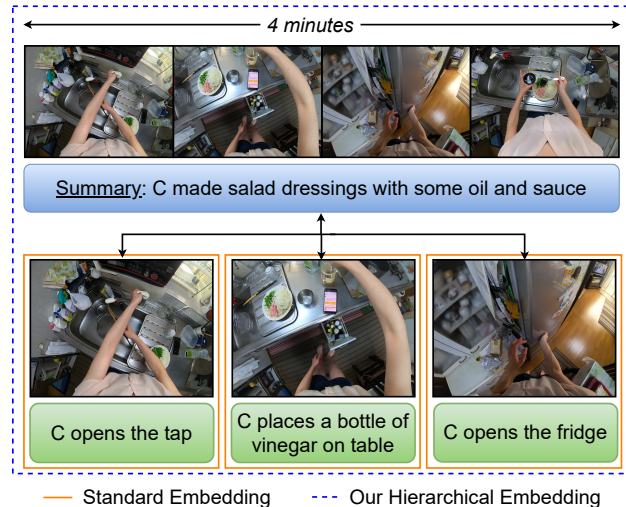 4 minutes
Summary: C made salad dressings with some oil and sauce
C opens the tap
C places a bottle of
vinegar on table
C opens the fridge
Standard Embedding
Our Hierarchical Embedding